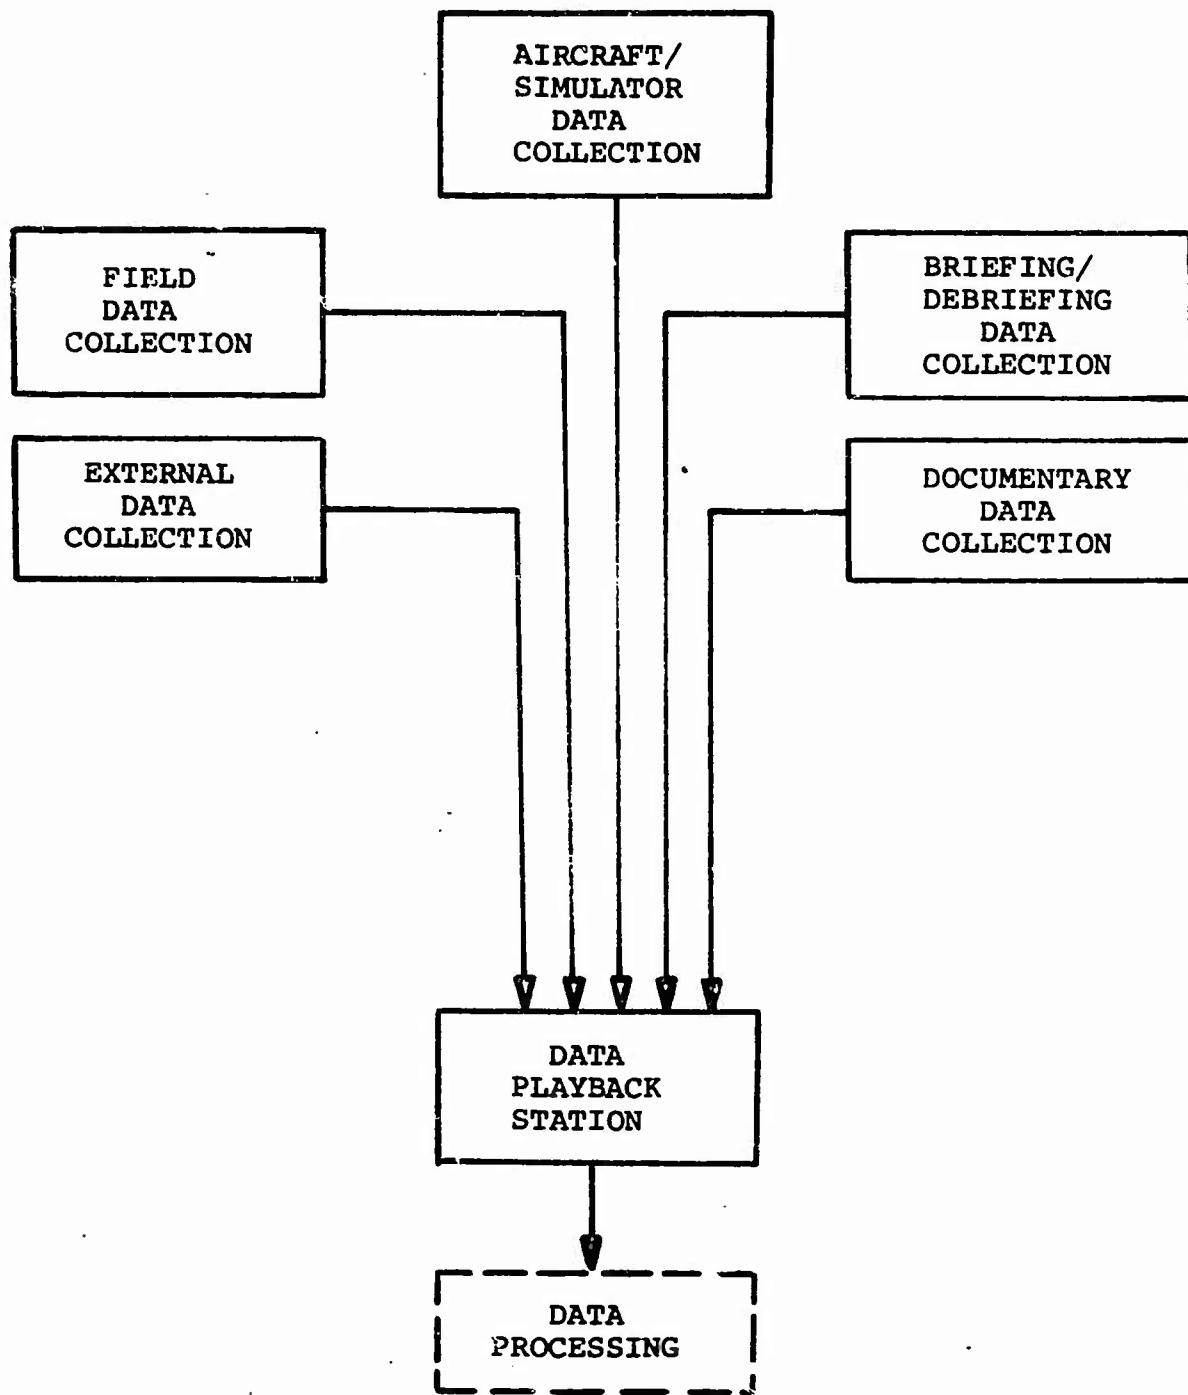 AIRCRAFT/
SIMULATOR
DATA
COLLECTION
FIELD
DATA
COLLECTION
BRIEFING/
DEBRIEFING
DATA
COLLECTION
EXTERNAL
DATA
COLLECTION
DOCUMENTARY
DATA
COLLECTION
DATA
PLAYBACK
STATION
DATA
PROCESSING